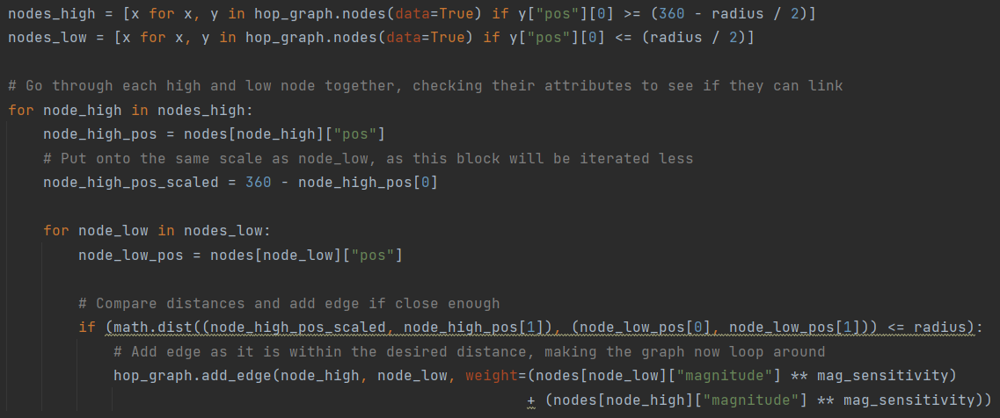 nodes_high = [x for x, y in hop_graph.nodes(data=True) if y["pos"][0] >= (360 - radius / 2)]
nodes_low = [x for x, y in hop_graph.nodes(data=True) if y["pos"][0] <= (radius / 2)]

# Go through each high and low node together, checking their attributes to see if they can link
for node_high in nodes_high:
    node_high_pos = nodes[node_high]["pos"]
    # Put onto the same scale as node_low, as this block will be iterated less
    node_high_pos_scaled = 360 - node_high_pos[0]

    for node_low in nodes_low:
        node_low_pos = nodes[node_low]["pos"]

        # Compare distances and add edge if close enough
        if (math.dist((node_high_pos_scaled, node_high_pos[1]), (node_low_pos[0], node_low_pos[1])) <= radius):
            # Add edge as it is within the desired distance, making the graph now loop around
            hop_graph.add_edge(node_high, node_low, weight=(nodes[node_low]["magnitude"] ** mag_sensitivity)
                                                           + (nodes[node_high]["magnitude"] ** mag_sensitivity))